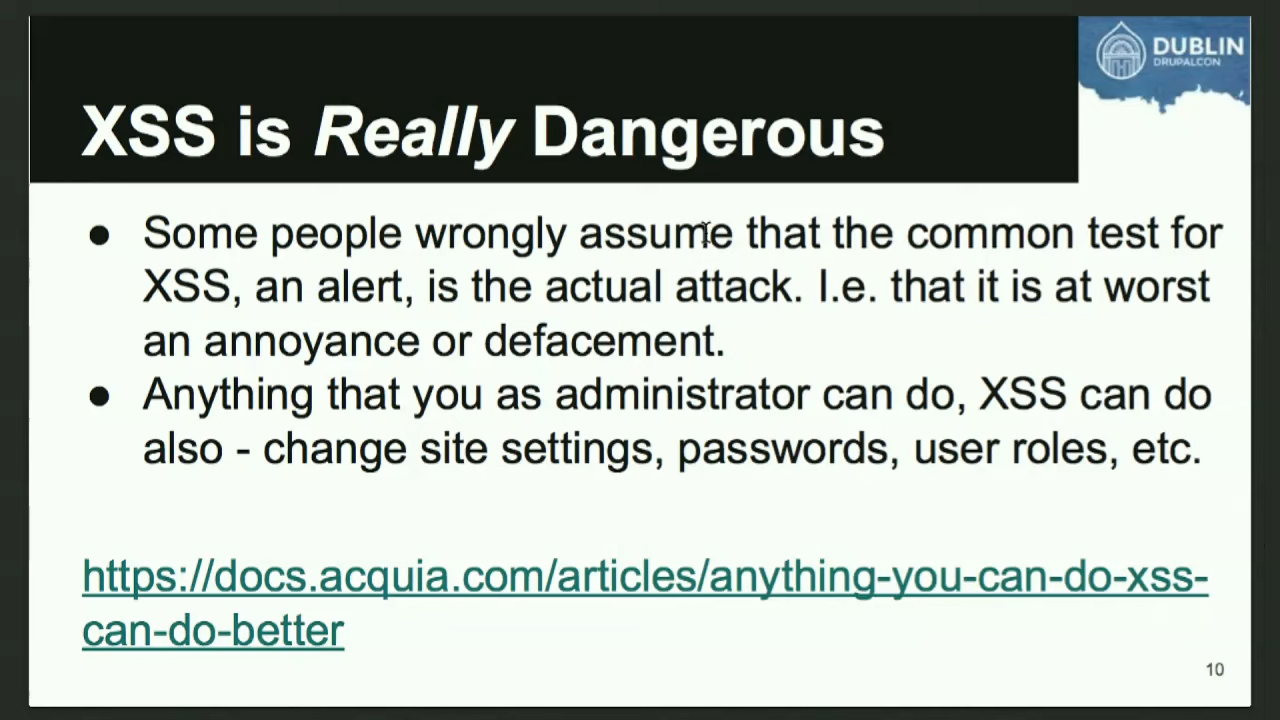 DUBLIN
DRUPALCON
XSS is Really Dangerous
● Some people wrongly assume that the common test for
XSS, an alert, is the actual attack. I.e. that it is at worst
an annoyance or defacement.
● Anything that you as administrator can do, XSS can do
also - change site settings, passwords, user roles, etc.
https://docs.acquia.com/articles/anything-you-can-do-xss-
can-do-better
10